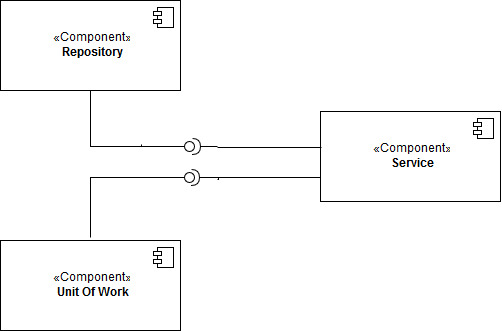 «Component»
Repository
«Component»
Service
«Component»
Unit Of Work